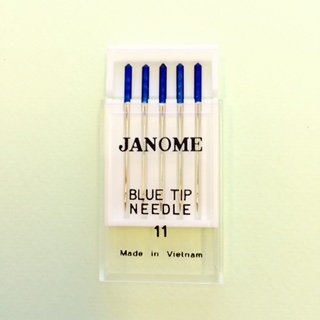 JANOME
BLUE TIP
NEEDLE
11
Made in Vietnam